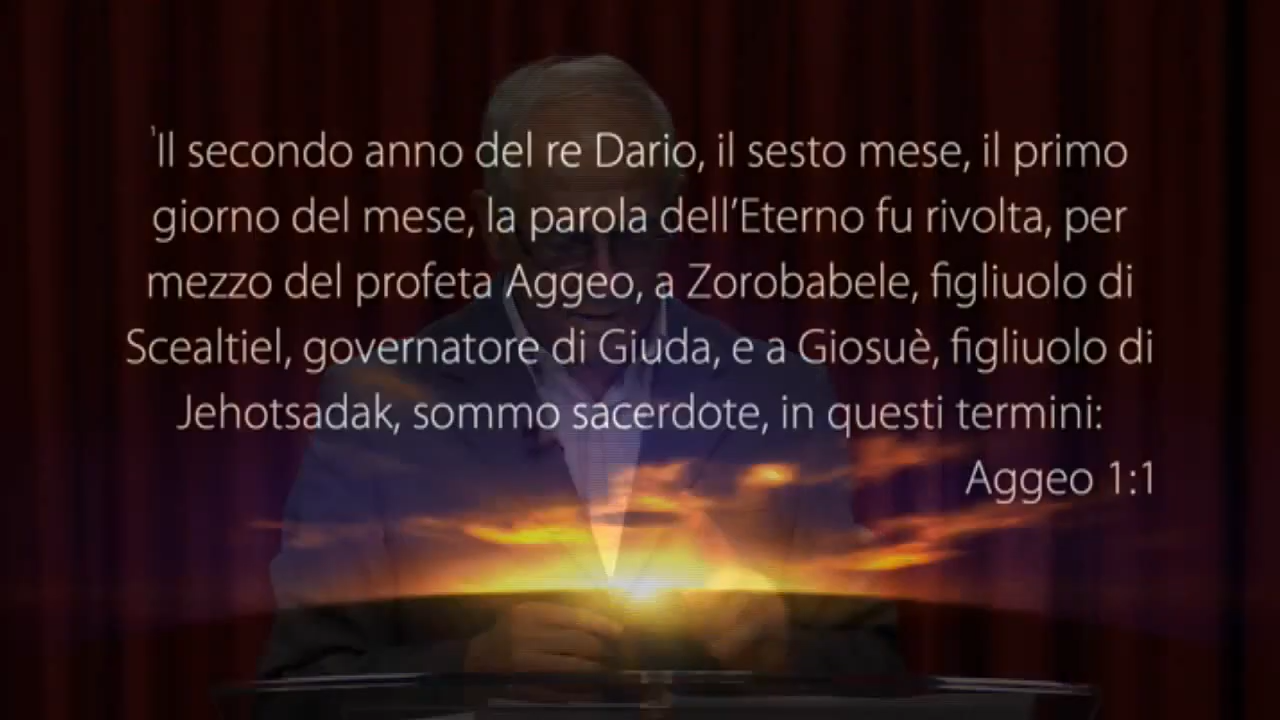 ¹Il secondo anno del re Dario, il sesto mese, il primo
giorno del mese, la parola dell’Eterno fu rivolta, per
mezzo del profeta Aggeo, a Zorobabele, figliuolo di
Scealtiel, governatore di Giuda, e a Giosuè, figliuolo di
Jehotsadak, sommo sacerdote, in questi termini:
Aggeo 1:1